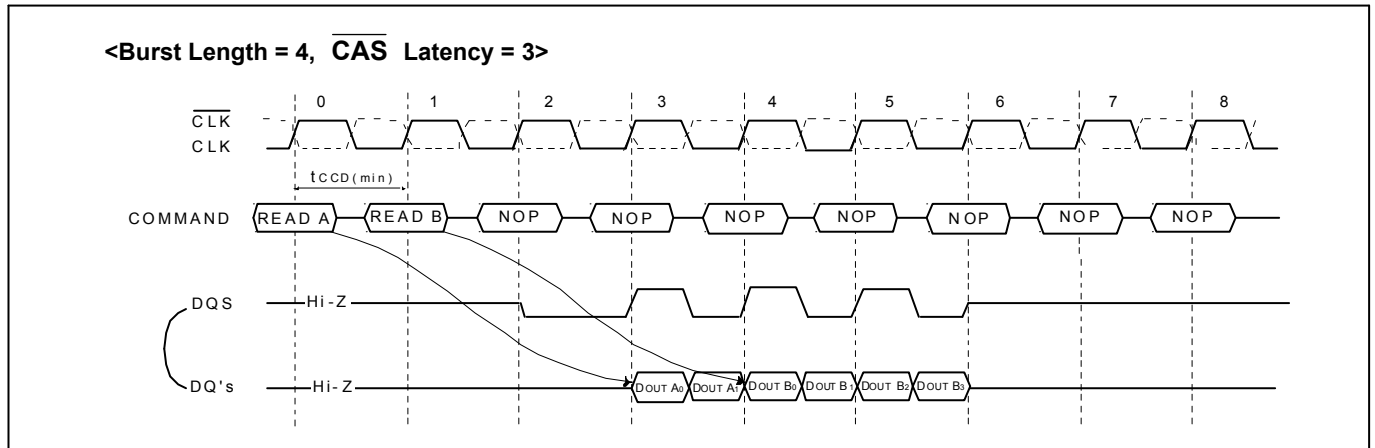 <Burst Length = 4, CAS Latency = 3>
0 1 2 3 4 5 6 7 8
CLK
CLK
tCCD(min)
COMMAND READ A READ B NOP NOP NOP NOP NOP NOP NOP
DQS Hi-Z
DQ's Hi-Z DOUT A0 DOUT A1 DOUT B0 DOUT B1 DOUT B2 DOUT B3